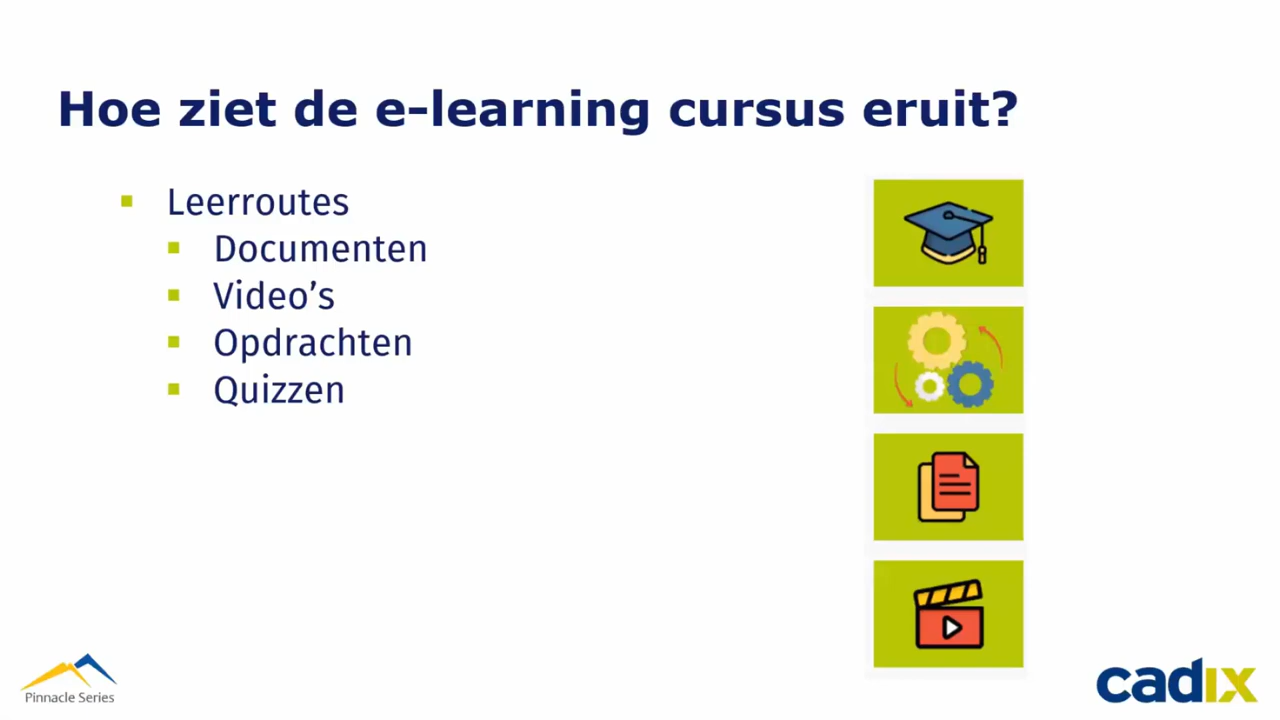 Hoe ziet de e-learning cursus eruit?
Leerroutes
Documenten
Video's
Opdrachten
Quizzen
Pinnacle Series
cadix